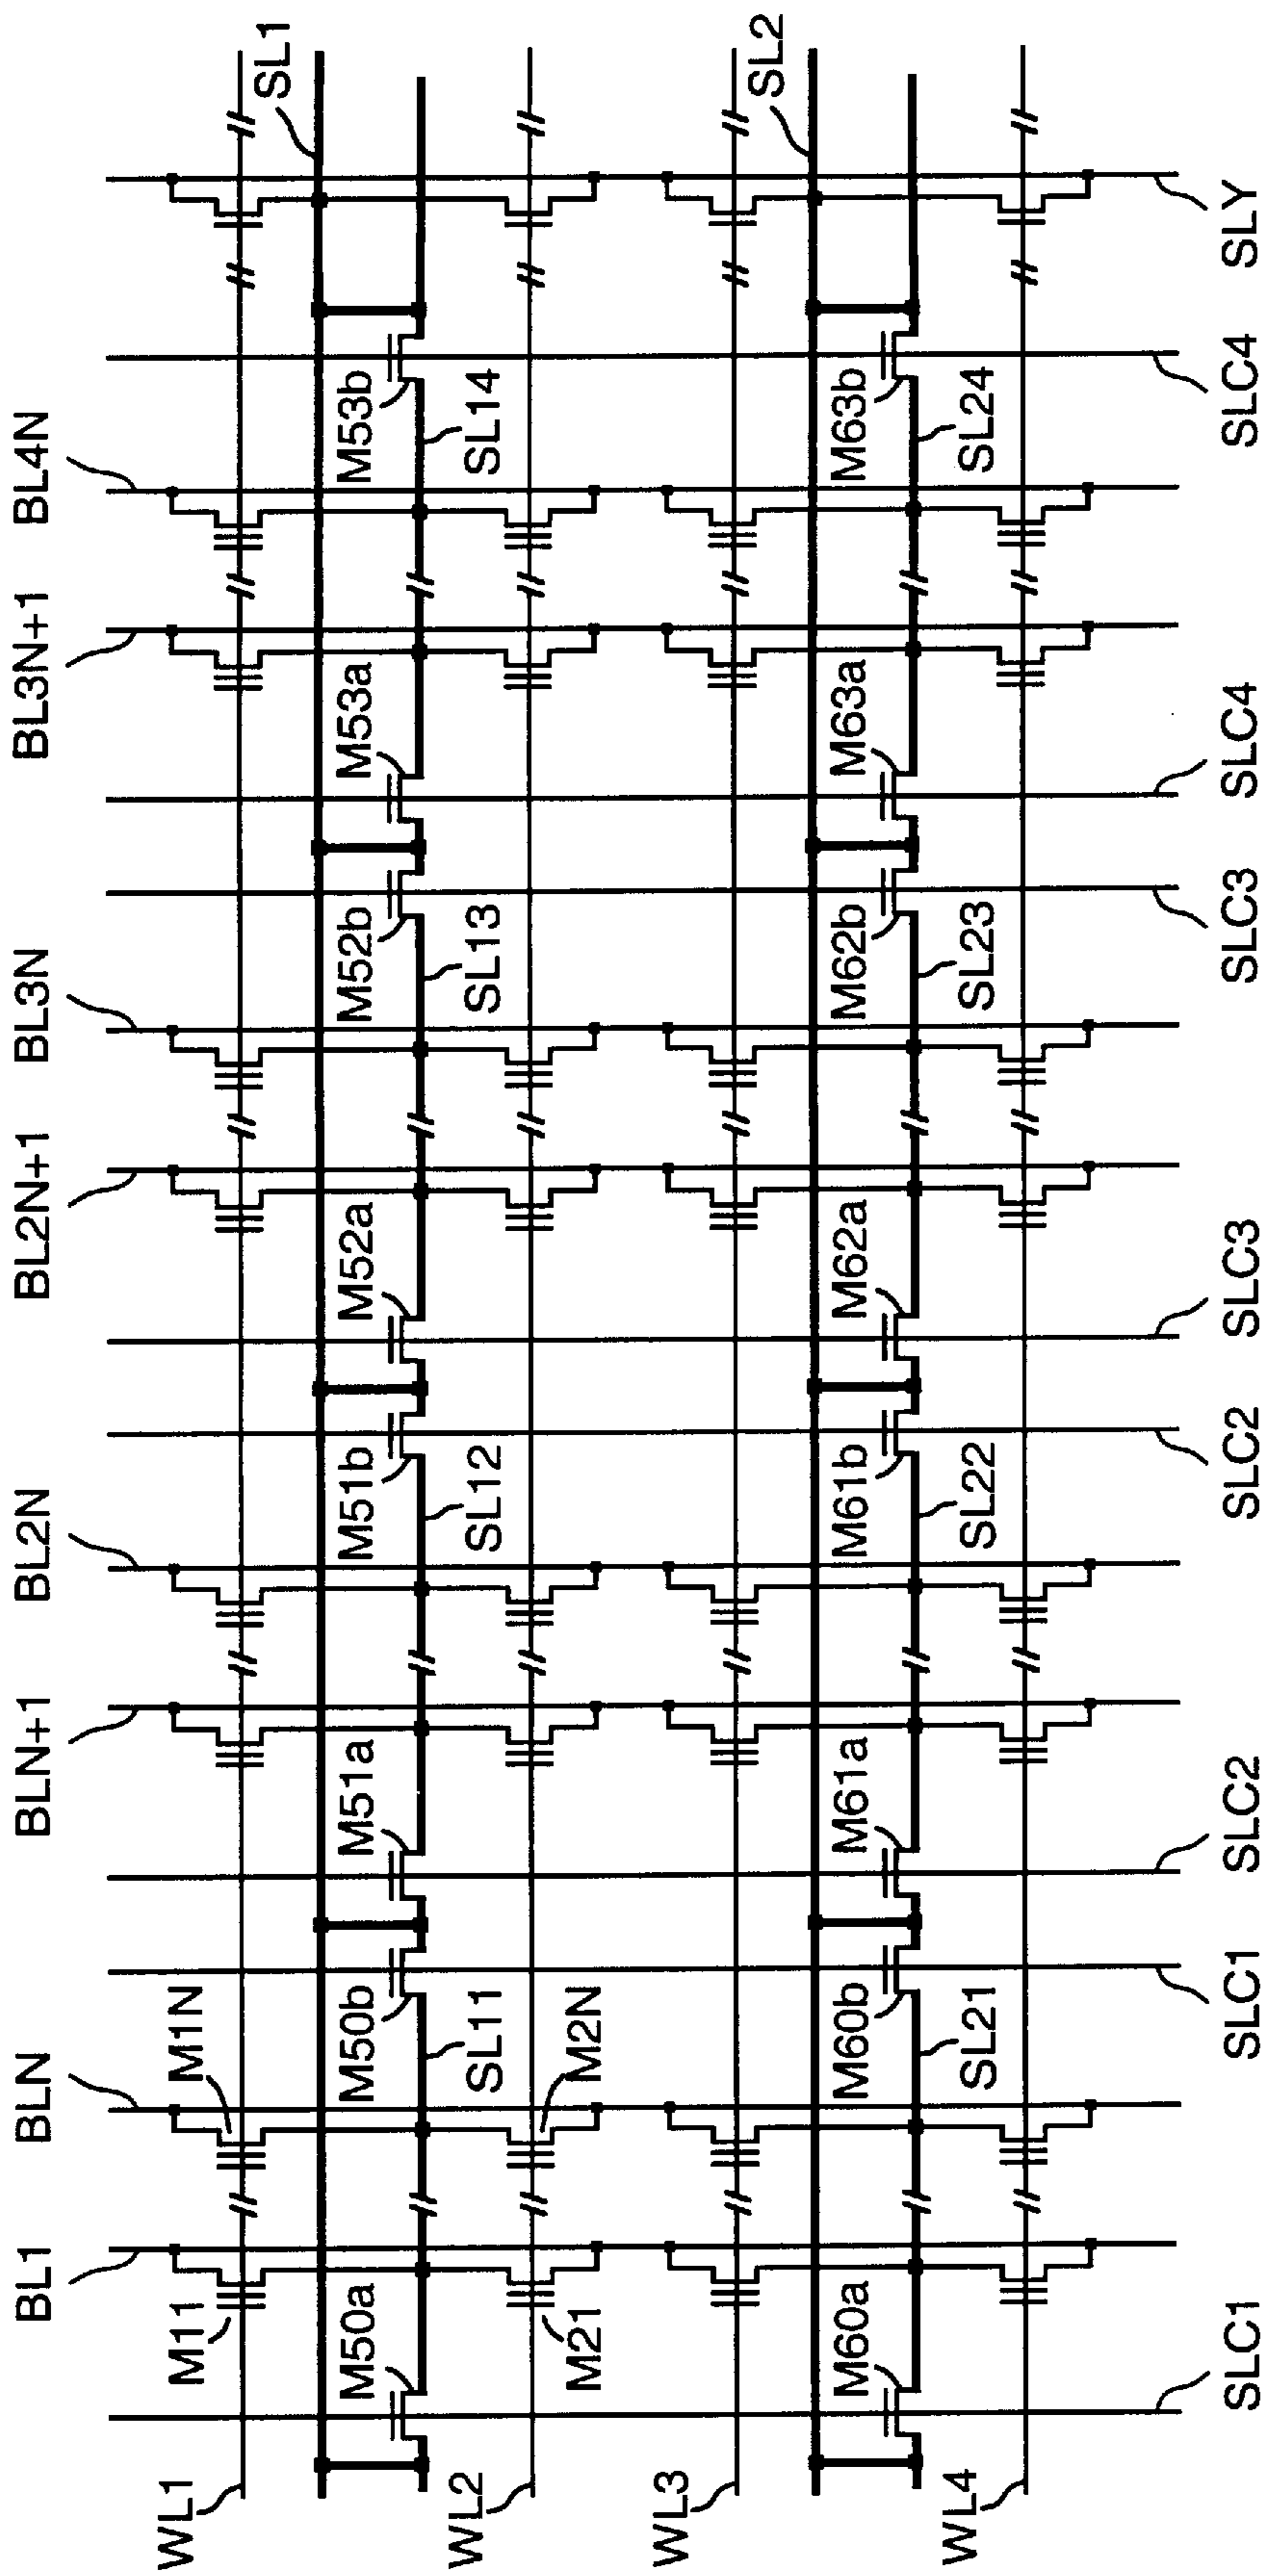 BL1
BLN
BLN+1
BL2N
BL2N+1
BL3N
BL3N+1
BL4N
WL1
M11
M1N
SL1
M50a
M50b
M51a
M51b
M52a
M52b
M53a
M53b
SL11
SL12
SL13
SL14
WL2
M21
M2N
WL3
SL2
M60a
M60b
M61a
M61b
M62a
M62b
M63a
M63b
SL21
SL22
SL23
SL24
WL4
SLC1
SLC1
SLC2
SLC2
SLC3
SLC3
SLC4
SLC4
SLY